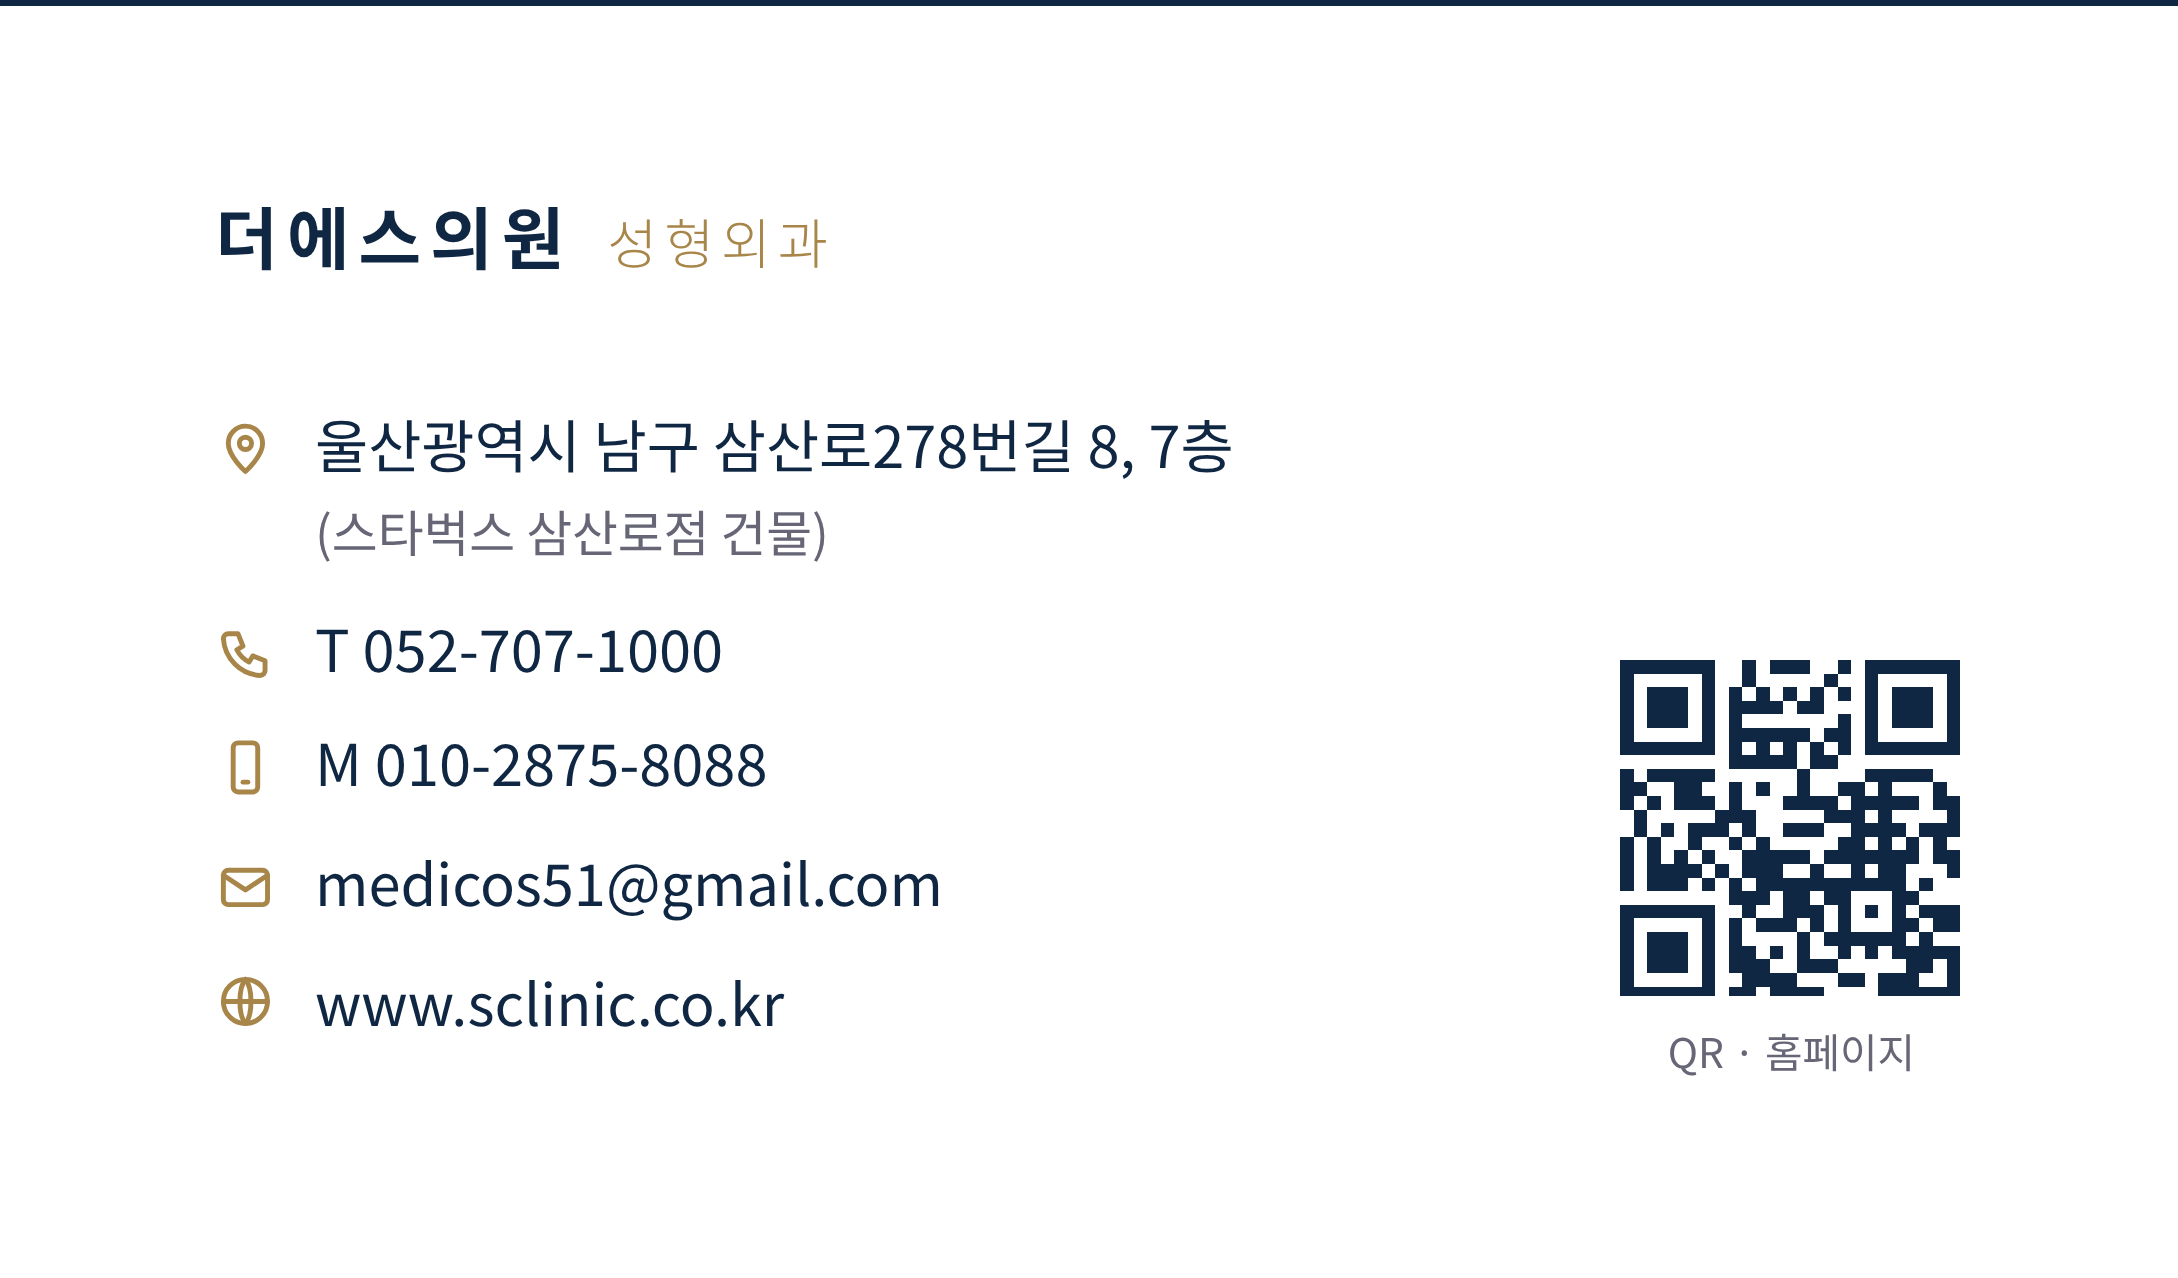 더에스의원 성형외과
울산광역시 남구 삼산로278번길 8, 7층
(스타벅스 삼산로점 건물)
T 052-707-1000
M 010-2875-8088
medicos51@gmail.com
www.sclinic.co.kr
QR · 홈페이지